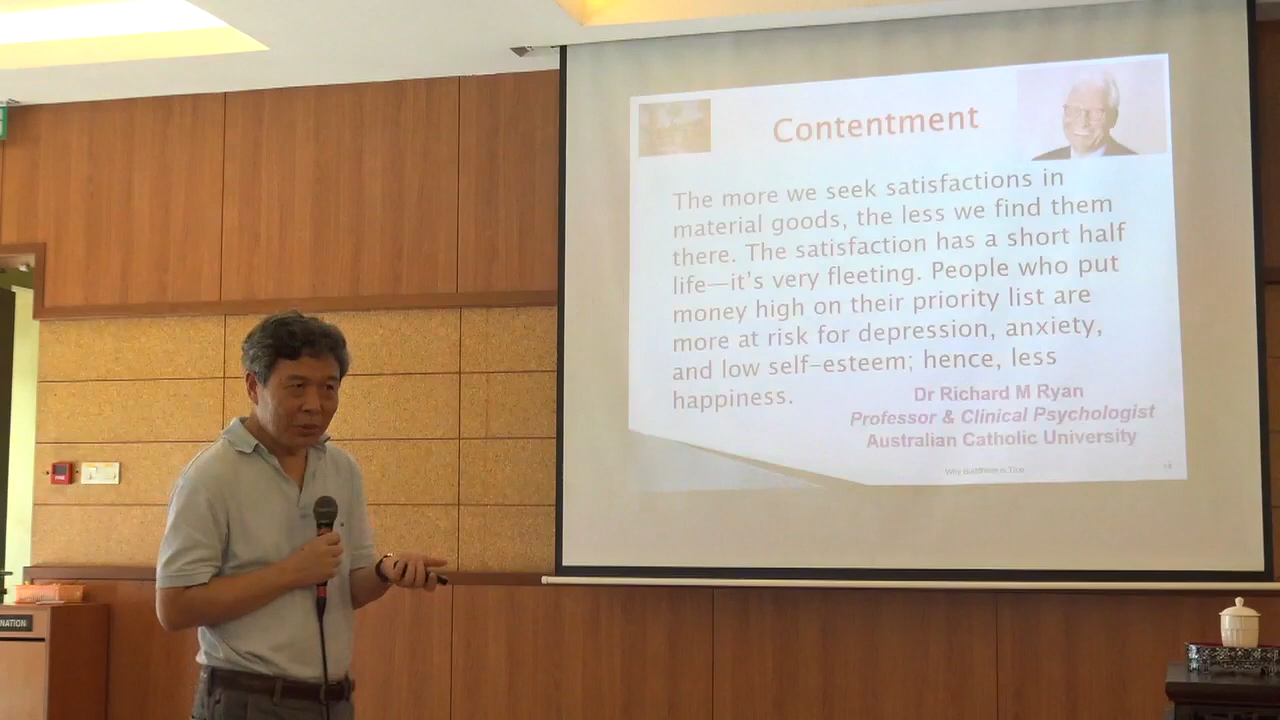 Contentment
The more we seek satisfactions in
material goods, the less we find them
there. The satisfaction has a short half
life—it's very fleeting. People who put
money high on their priority list are
more at risk for depression, anxiety,
and low self-esteem; hence, less
happiness.
Dr Richard M Ryan
Professor & Clinical Psychologist
Australian Catholic University
Why Buddhism is True
FIRE
NATION